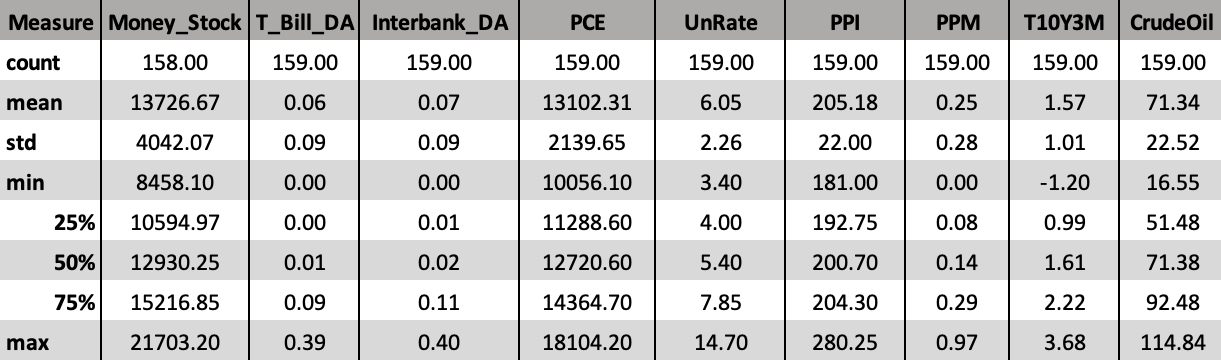 Measure Money_Stock T_Bill_DA Interbank_DA PCE UnRate PPI PPM T10Y3M CrudeOil
count 158.00 159.00 159.00 159.00 159.00 159.00 159.00 159.00 159.00
mean 13726.67 0.06 0.07 13102.31 6.05 205.18 0.25 1.57 71.34
std 4042.07 0.09 0.09 2139.65 2.26 22.00 0.28 1.01 22.52
min 8458.10 0.00 0.00 10056.10 3.40 181.00 0.00 -1.20 16.55
25% 10594.97 0.00 0.01 11288.60 4.00 192.75 0.08 0.99 51.48
50% 12930.25 0.01 0.02 12720.60 5.40 200.70 0.14 1.61 71.38
75% 15216.85 0.09 0.11 14364.70 7.85 204.30 0.29 2.22 92.48
max 21703.20 0.39 0.40 18104.20 14.70 280.25 0.97 3.68 114.84